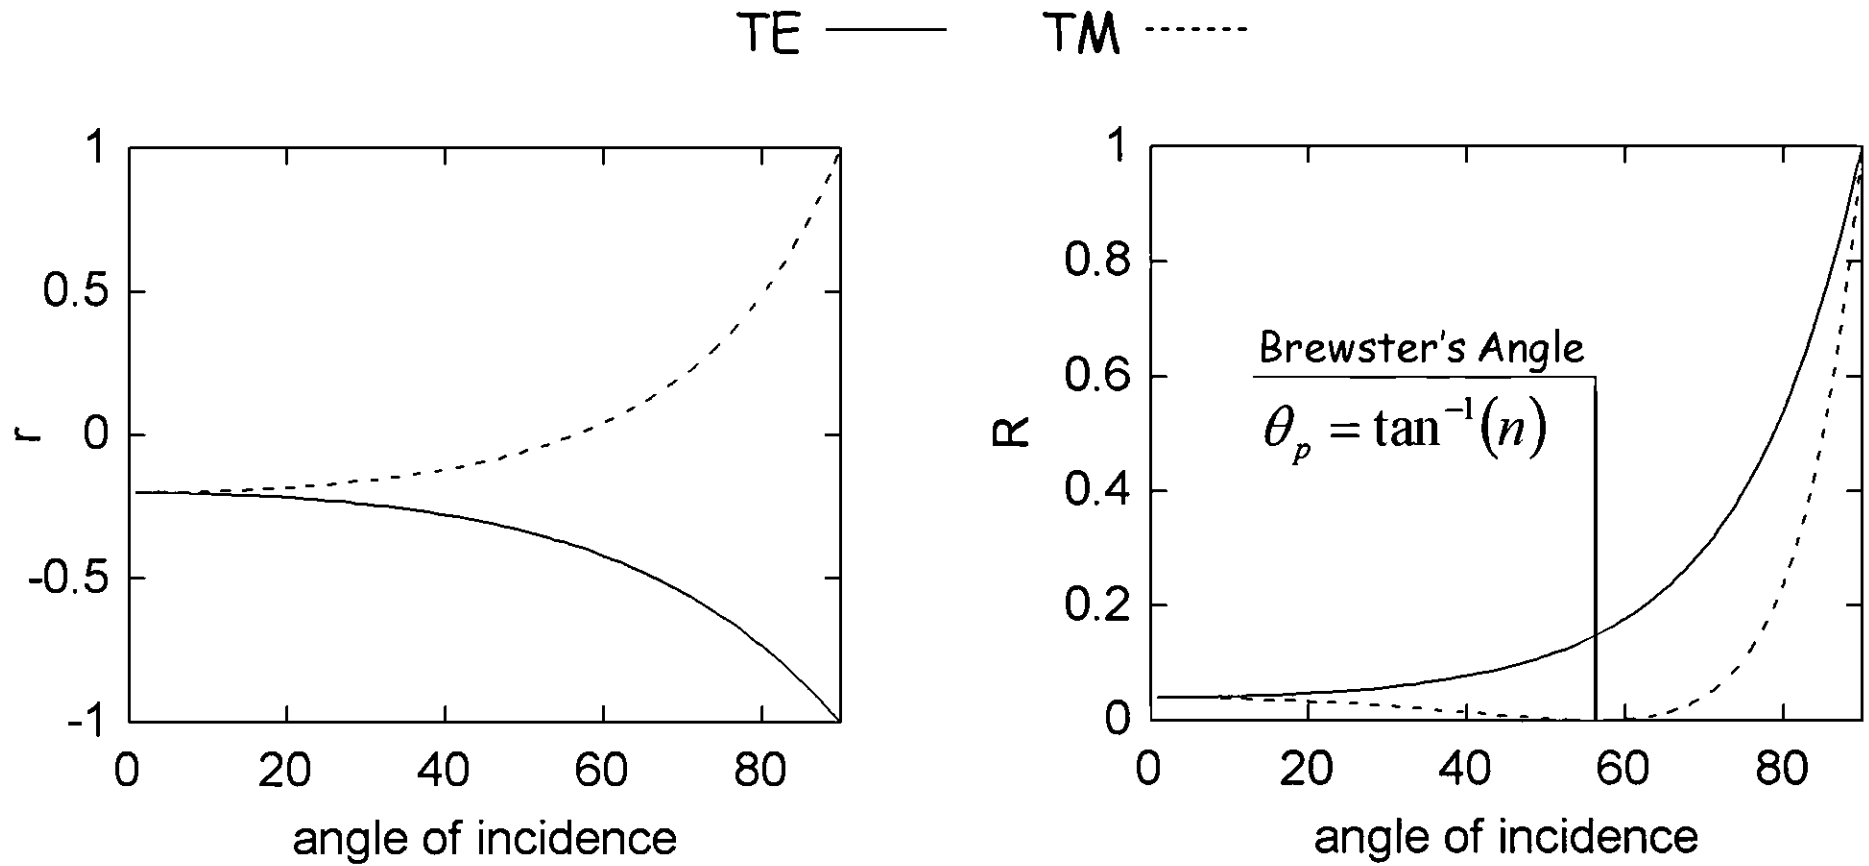 TE TM
1
0.5
0
-0.5
-1
r
0 20 40 60 80
angle of incidence
1
0.8
0.6
0.4
0.2
0
R
Brewster's Angle
θₚ = tan⁻¹(n)
0 20 40 60 80
angle of incidence